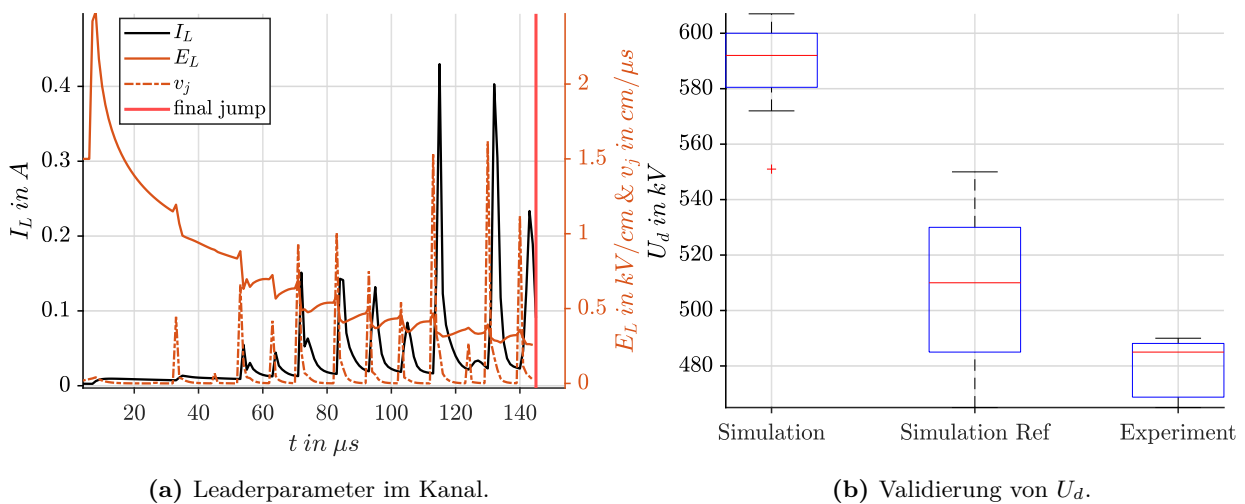 I_L
E_L
v_j
final jump
0.4
0.3
0.2
0.1
0
I_L in A
20
40
60
80
100
120
140
t in μs
2
1.5
1
0.5
0
E_L in kV/cm & v_j in cm/μs
(a) Leaderparameter im Kanal.
600
580
560
540
520
500
480
U_d in kV
Simulation
Simulation Ref
Experiment
(b) Validierung von U_d.